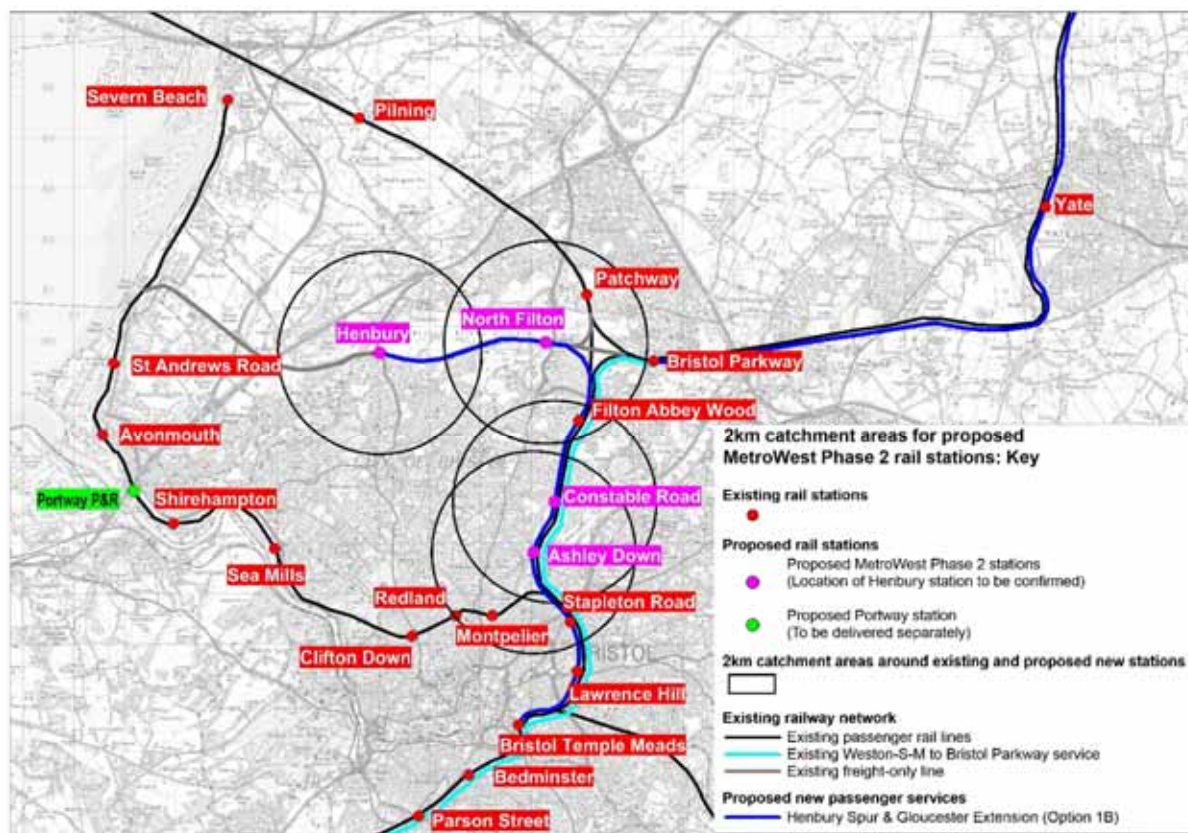 Severn Beach
Pilning
Yate
Patchway
North Filton
Henbury
Bristol Parkway
St Andrews Road
Filton Abbey Wood
Avonmouth
Portway P&R
Shirehampton
Constable Road
Ashley Down
Sea Mills
Redland
Stapleton Road
Montpelier
Clifton Down
BRISTOL
Lawrence Hill
Bristol Temple Meads
Bedminster
Parson Street
2km catchment areas for proposed
MetroWest Phase 2 rail stations: Key
Existing rail stations
Proposed rail stations
Proposed MetroWest Phase 2 stations
(Location of Henbury station to be confirmed)
Proposed Portway station
(To be delivered separately)
2km catchment areas around existing and proposed new stations
Existing railway network
Existing passenger rail lines
Existing Weston-S-M to Bristol Parkway service
Existing freight-only line
Proposed new passenger services
Henbury Spur & Gloucester Extension (Option 1B)